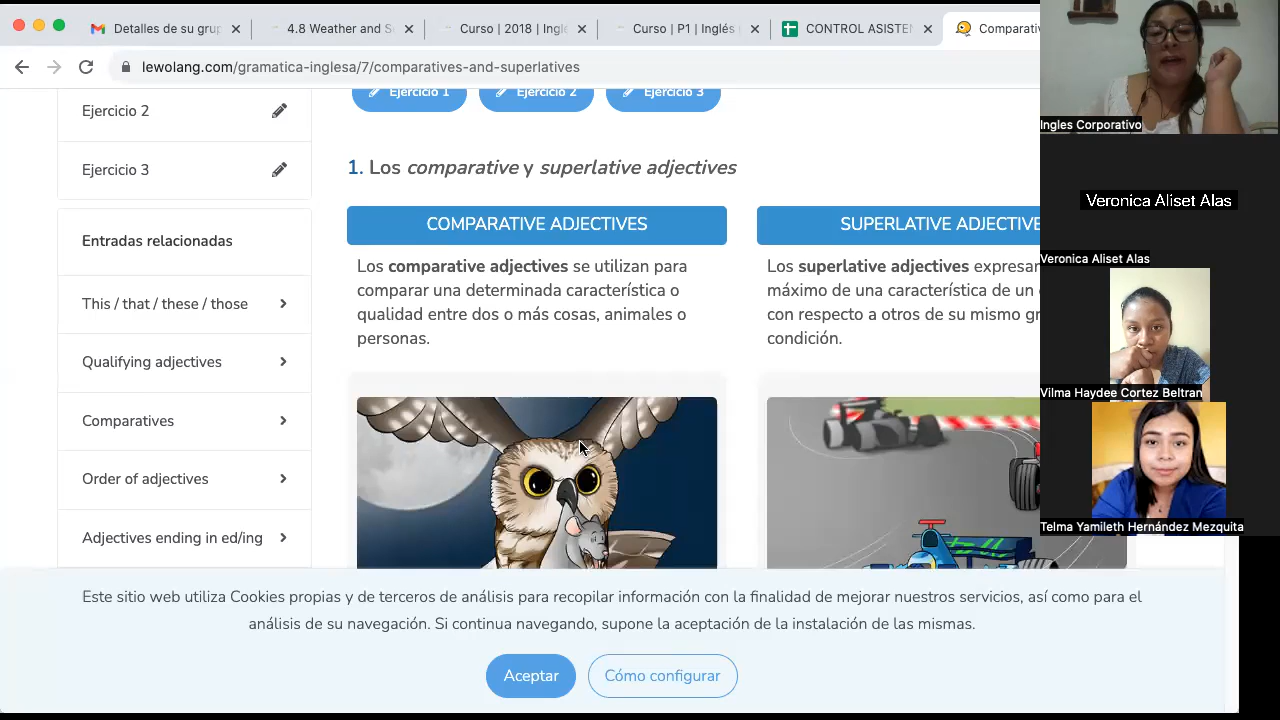 Detalles de su gru
4.8 Weather and S
Curso | 2018 | Ingle
Curso | P1 | Inglés
CONTROL ASISTEN
Comparativ
lewolang.com/gramatica-inglesa/7/comparatives-and-superlatives
Ejercicio 1
Ejercicio 2
Ejercicio 3
Ejercicio 2
Ejercicio 3
Entradas relacionadas
This / that / these / those
Qualifying adjectives
Comparatives
Order of adjectives
Adjectives ending in ed/ing
1. Los comparative y superlative adjectives
COMPARATIVE ADJECTIVES
Los comparative adjectives se utilizan para
comparar una determinada característica o
qualidad entre dos o más cosas, animales o
personas.
SUPERLATIVE ADJECTIVE
Los superlative adjectives expresan
máximo de una característica de un
con respecto a otros de su mismo gr
condición.
Este sitio web utiliza Cookies propias y de terceros de análisis para recopilar información con la finalidad de mejorar nuestros servicios, así como para el
análisis de su navegación. Si continua navegando, supone la aceptación de la instalación de las mismas.
Aceptar
Cómo configurar
Ingles Corporativo
Veronica Aliset Alas
Veronica Aliset Alas
Vilma Haydee Cortez Beltran
Telma Yamileth Hernández Mezquita